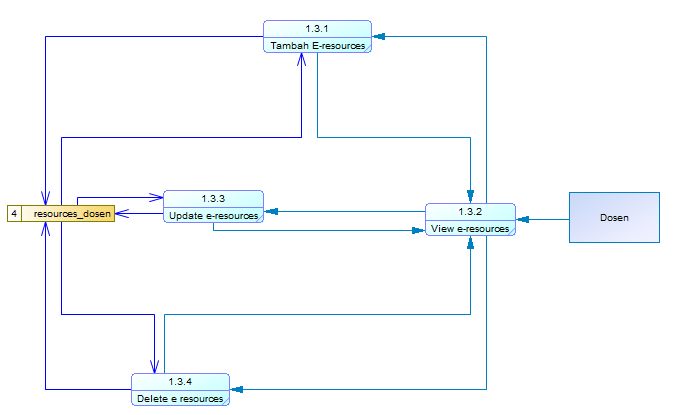 1.3.1
Tambah E-resources
1.3.3
Update e-resources
4 resources_dosen
1.3.2
View e-resources
Dosen
1.3.4
Delete e resources